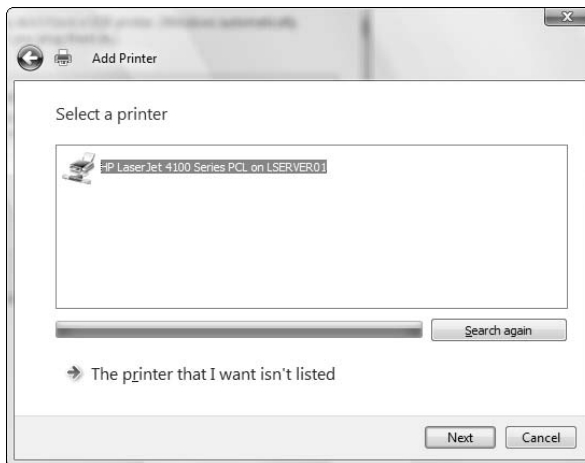 Add Printer
Select a printer
HP LaserJet 4100 Series PCL on LSERVER01
Search again
The printer that I want isn't listed
Next
Cancel